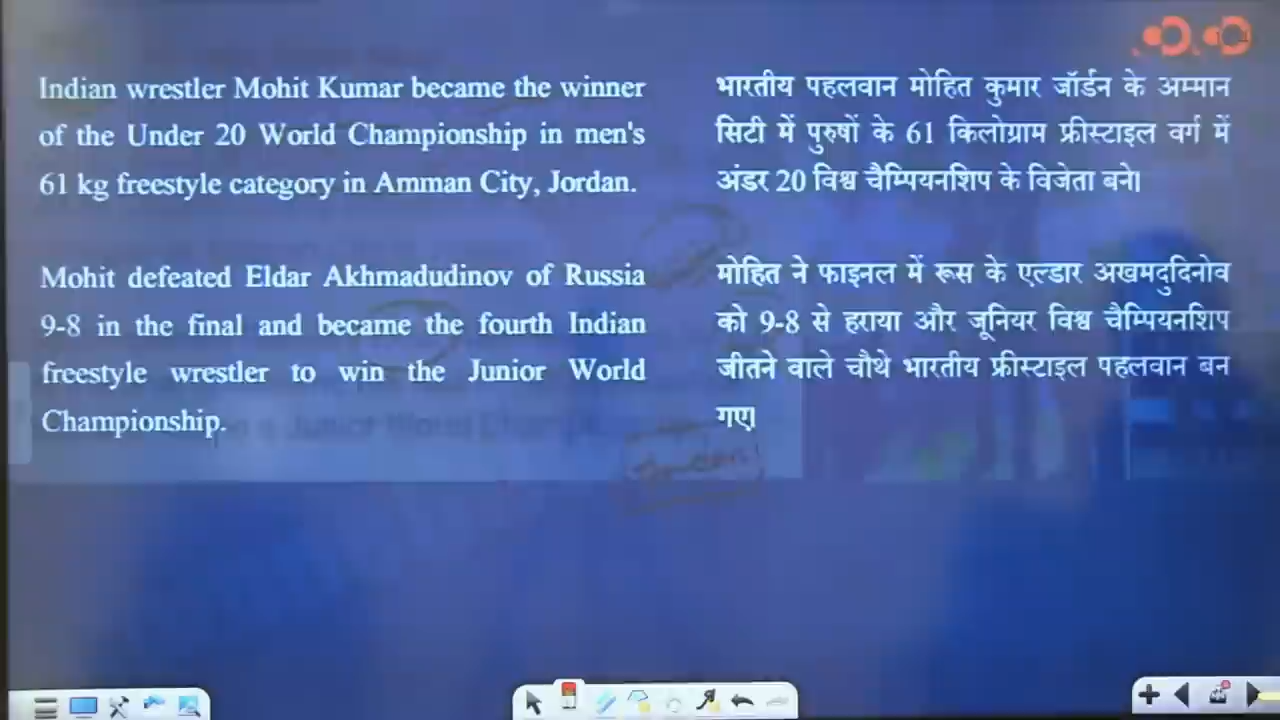 Indian wrestler Mohit Kumar became the winner
of the Under 20 World Championship in men's
61 kg freestyle category in Amman City, Jordan.
Mohit defeated Eldar Akhmadudinov of Russia
9-8 in the final and became the fourth Indian
freestyle wrestler to win the Junior World
Championship.
भारतीय पहलवान मोहित कुमार जॉर्डन के अम्मान
सिटी में पुरुषों के 61 किलोग्राम फ्रीस्टाइल वर्ग में
अंडर 20 विश्व चैम्पियनशिप के विजेता बने।
मोहित ने फाइनल में रूस के एल्डार अखमदुदिनोव
को 9-8 से हराया और जूनियर विश्व चैम्पियनशिप
जीतने वाले चौथे भारतीय फ्रीस्टाइल पहलवान बन
गए।